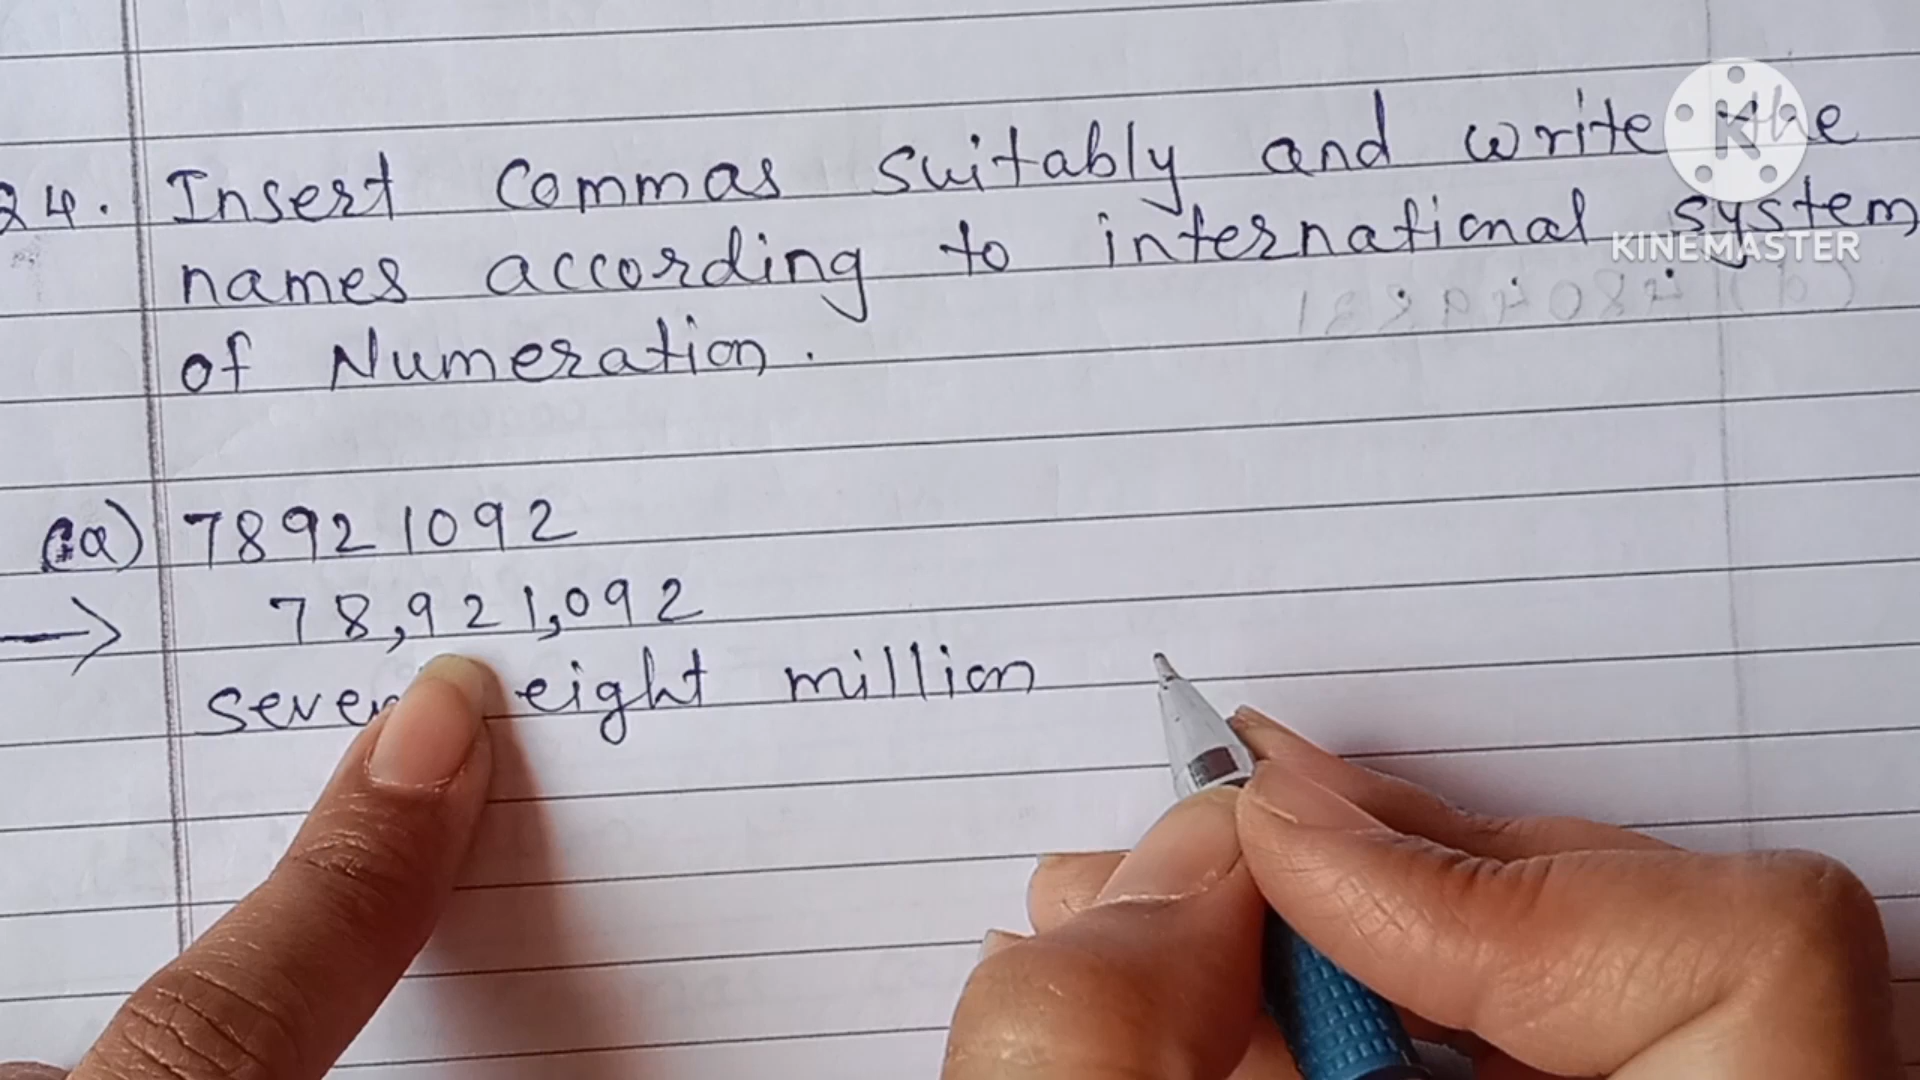 24. Insert commas suitably and write the
names according to international system
of Numeration.
KINEMASTER
(a) 78921092
→ 78,921,092
eight million